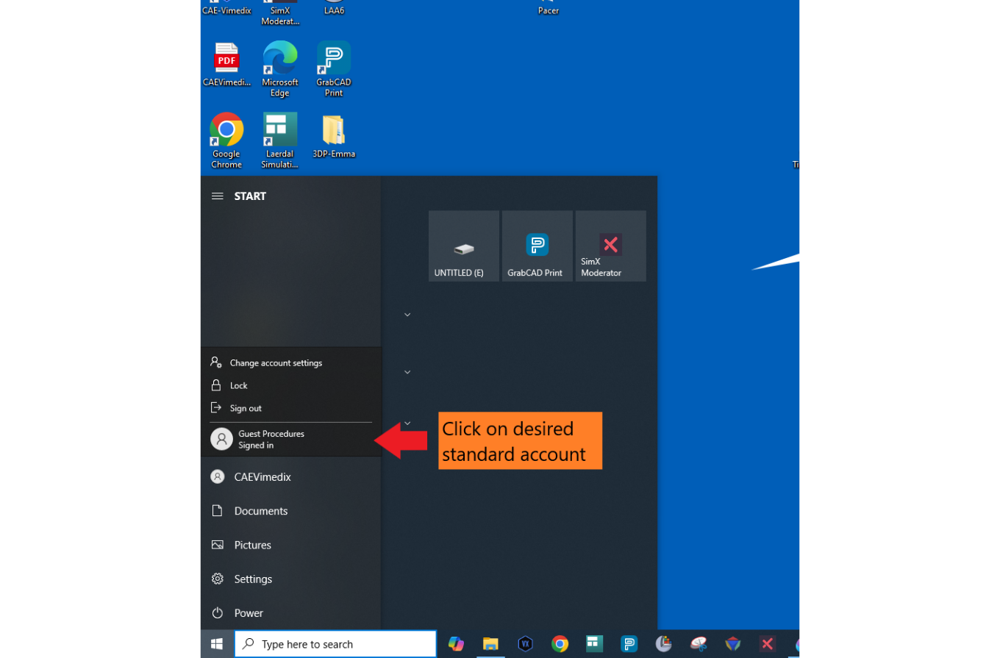 CAE-Vimedix
SimX
Moderat...
LAA6
Pacer
PDF
CAEVimedi...
Microsoft
Edge
GrabCAD
Print
Google
Chrome
Laerdal
Simulati...
3DP-Emma
START
UNTITLED (E)
GrabCAD Print
SimX
Moderator
Change account settings
Lock
Sign out
Guest Procedures
Signed in
Click on desired
standard account
CAEVimedix
Documents
Pictures
Settings
Power
Type here to search
VX